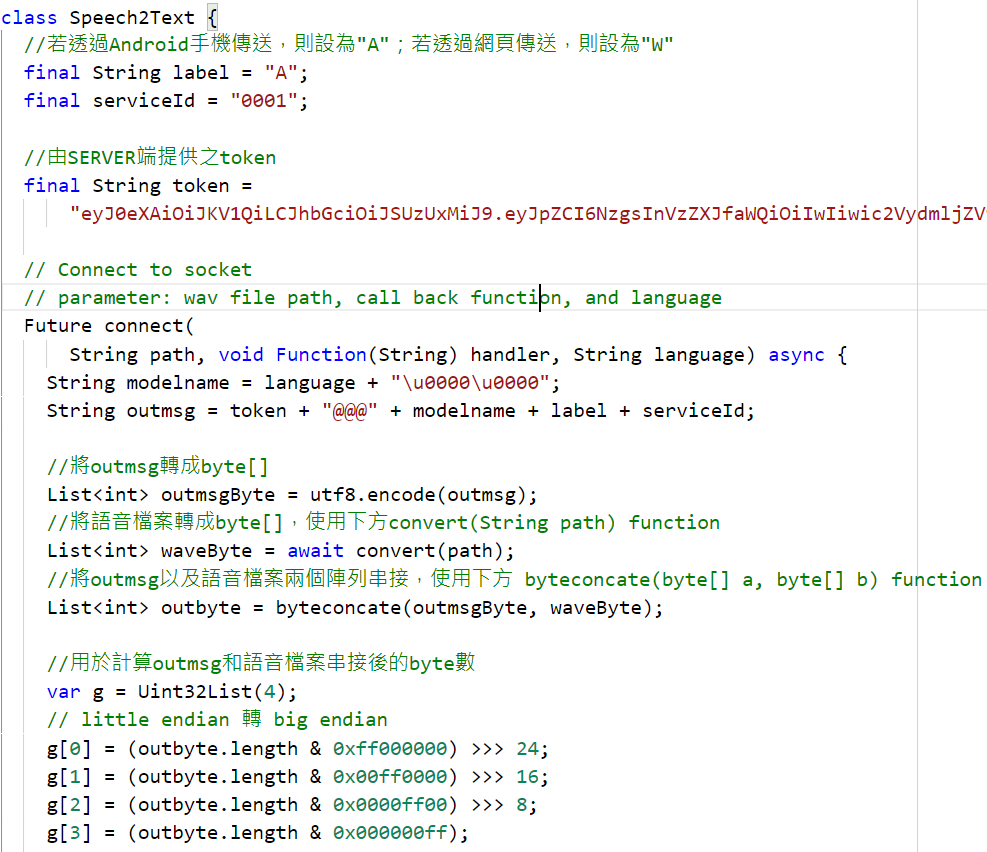 class Speech2Text {
//若透過Android手機傳送，則設為"A"；若透過網頁傳送，則設為"W"
final String label = "A";
final serviceId = "0001";
//由SERVER端提供之token
final String token =
"eyJ0eXAiOiJKV1QiLCJhbGciOiJSUzUxMiJ9.eyJpZCI6NzgsInVzZXJfaWQiOiIwIiwic2VydmljZV
// Connect to socket
// parameter: wav file path, call back function, and language
Future connect(
String path, void Function(String) handler, String language) async {
String modelname = language + "\u0000\u0000";
String outmsg = token + "@@@" + modelname + label + serviceId;
//將outmsg轉成byte[]
List<int> outmsgByte = utf8.encode(outmsg);
//將語音檔案轉成byte[]，使用下方convert(String path) function
List<int> waveByte = await convert(path);
//將outmsg以及語音檔案兩個陣列串接，使用下方 byteconcate(byte[] a, byte[] b) function
List<int> outbyte = byteconcate(outmsgByte, waveByte);
//用於計算outmsg和語音檔案串接後的byte數
var g = Uint32List(4);
// little endian 轉 big endian
g[0] = (outbyte.length & 0xff000000) >>> 24;
g[1] = (outbyte.length & 0x00ff0000) >>> 16;
g[2] = (outbyte.length & 0x0000ff00) >>> 8;
g[3] = (outbyte.length & 0x000000ff);